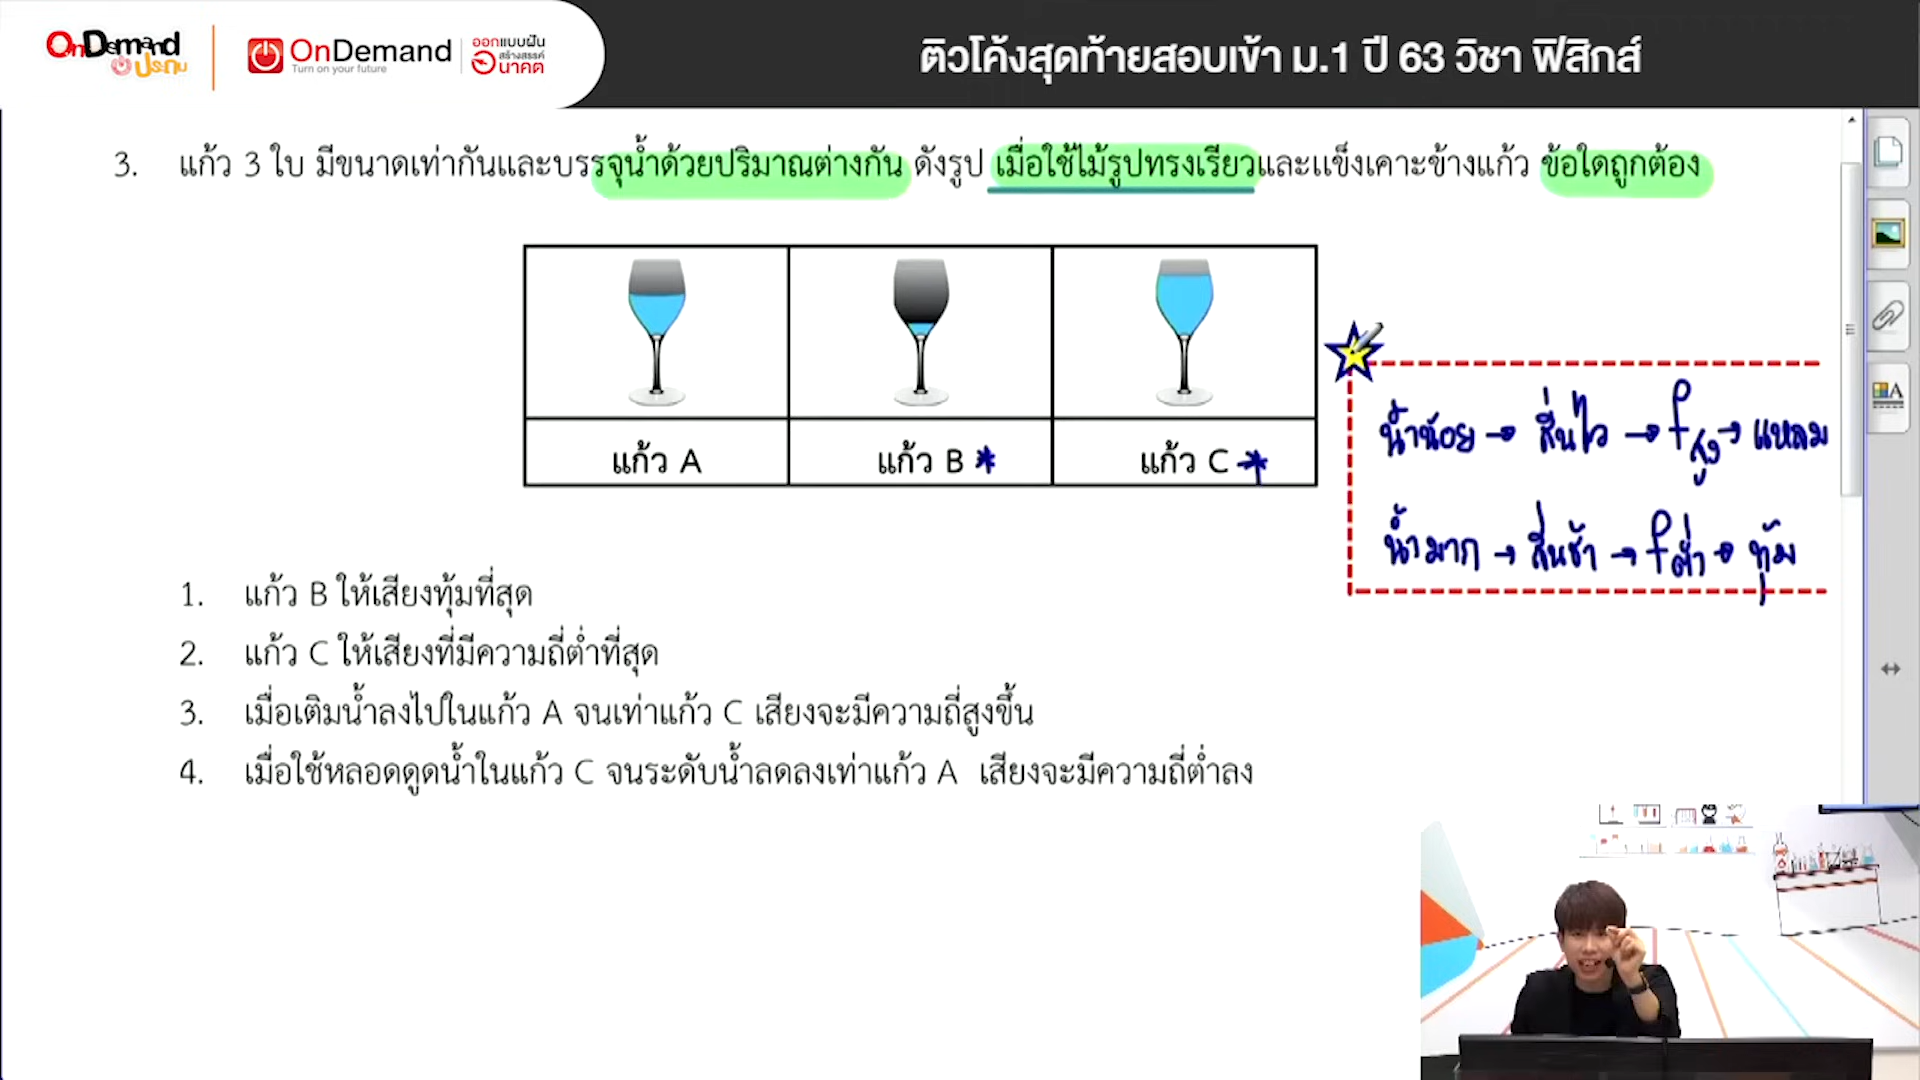 OnDemand
ประถม
OnDemand
Turn on your future
ออกแบบฝัน
สร้างสรรค์
อนาคต
ติวโค้งสุดท้ายสอบเข้า ม.1 ปี 63 วิชา ฟิสิกส์
3. แก้ว 3 ใบ มีขนาดเท่ากันและบรรจุน้ำด้วยปริมาณต่างกัน ดังรูป เมื่อใช้ไม้รูปทรงเรียวและแข็งเคาะข้างแก้ว ข้อใดถูกต้อง
แก้ว A แก้ว B * แก้ว C *
น้ำน้อย → สั่นไว → f สูง → แหลม
น้ำมาก → สั่นช้า → f ต่ำ → ทุ้ม
1. แก้ว B ให้เสียงทุ้มที่สุด
2. แก้ว C ให้เสียงที่มีความถี่ต่ำที่สุด
3. เมื่อเติมน้ำลงไปในแก้ว A จนเท่าแก้ว C เสียงจะมีความถี่สูงขึ้น
4. เมื่อใช้หลอดดูดน้ำในแก้ว C จนระดับน้ำลดลงเท่าแก้ว A เสียงจะมีความถี่ต่ำลง